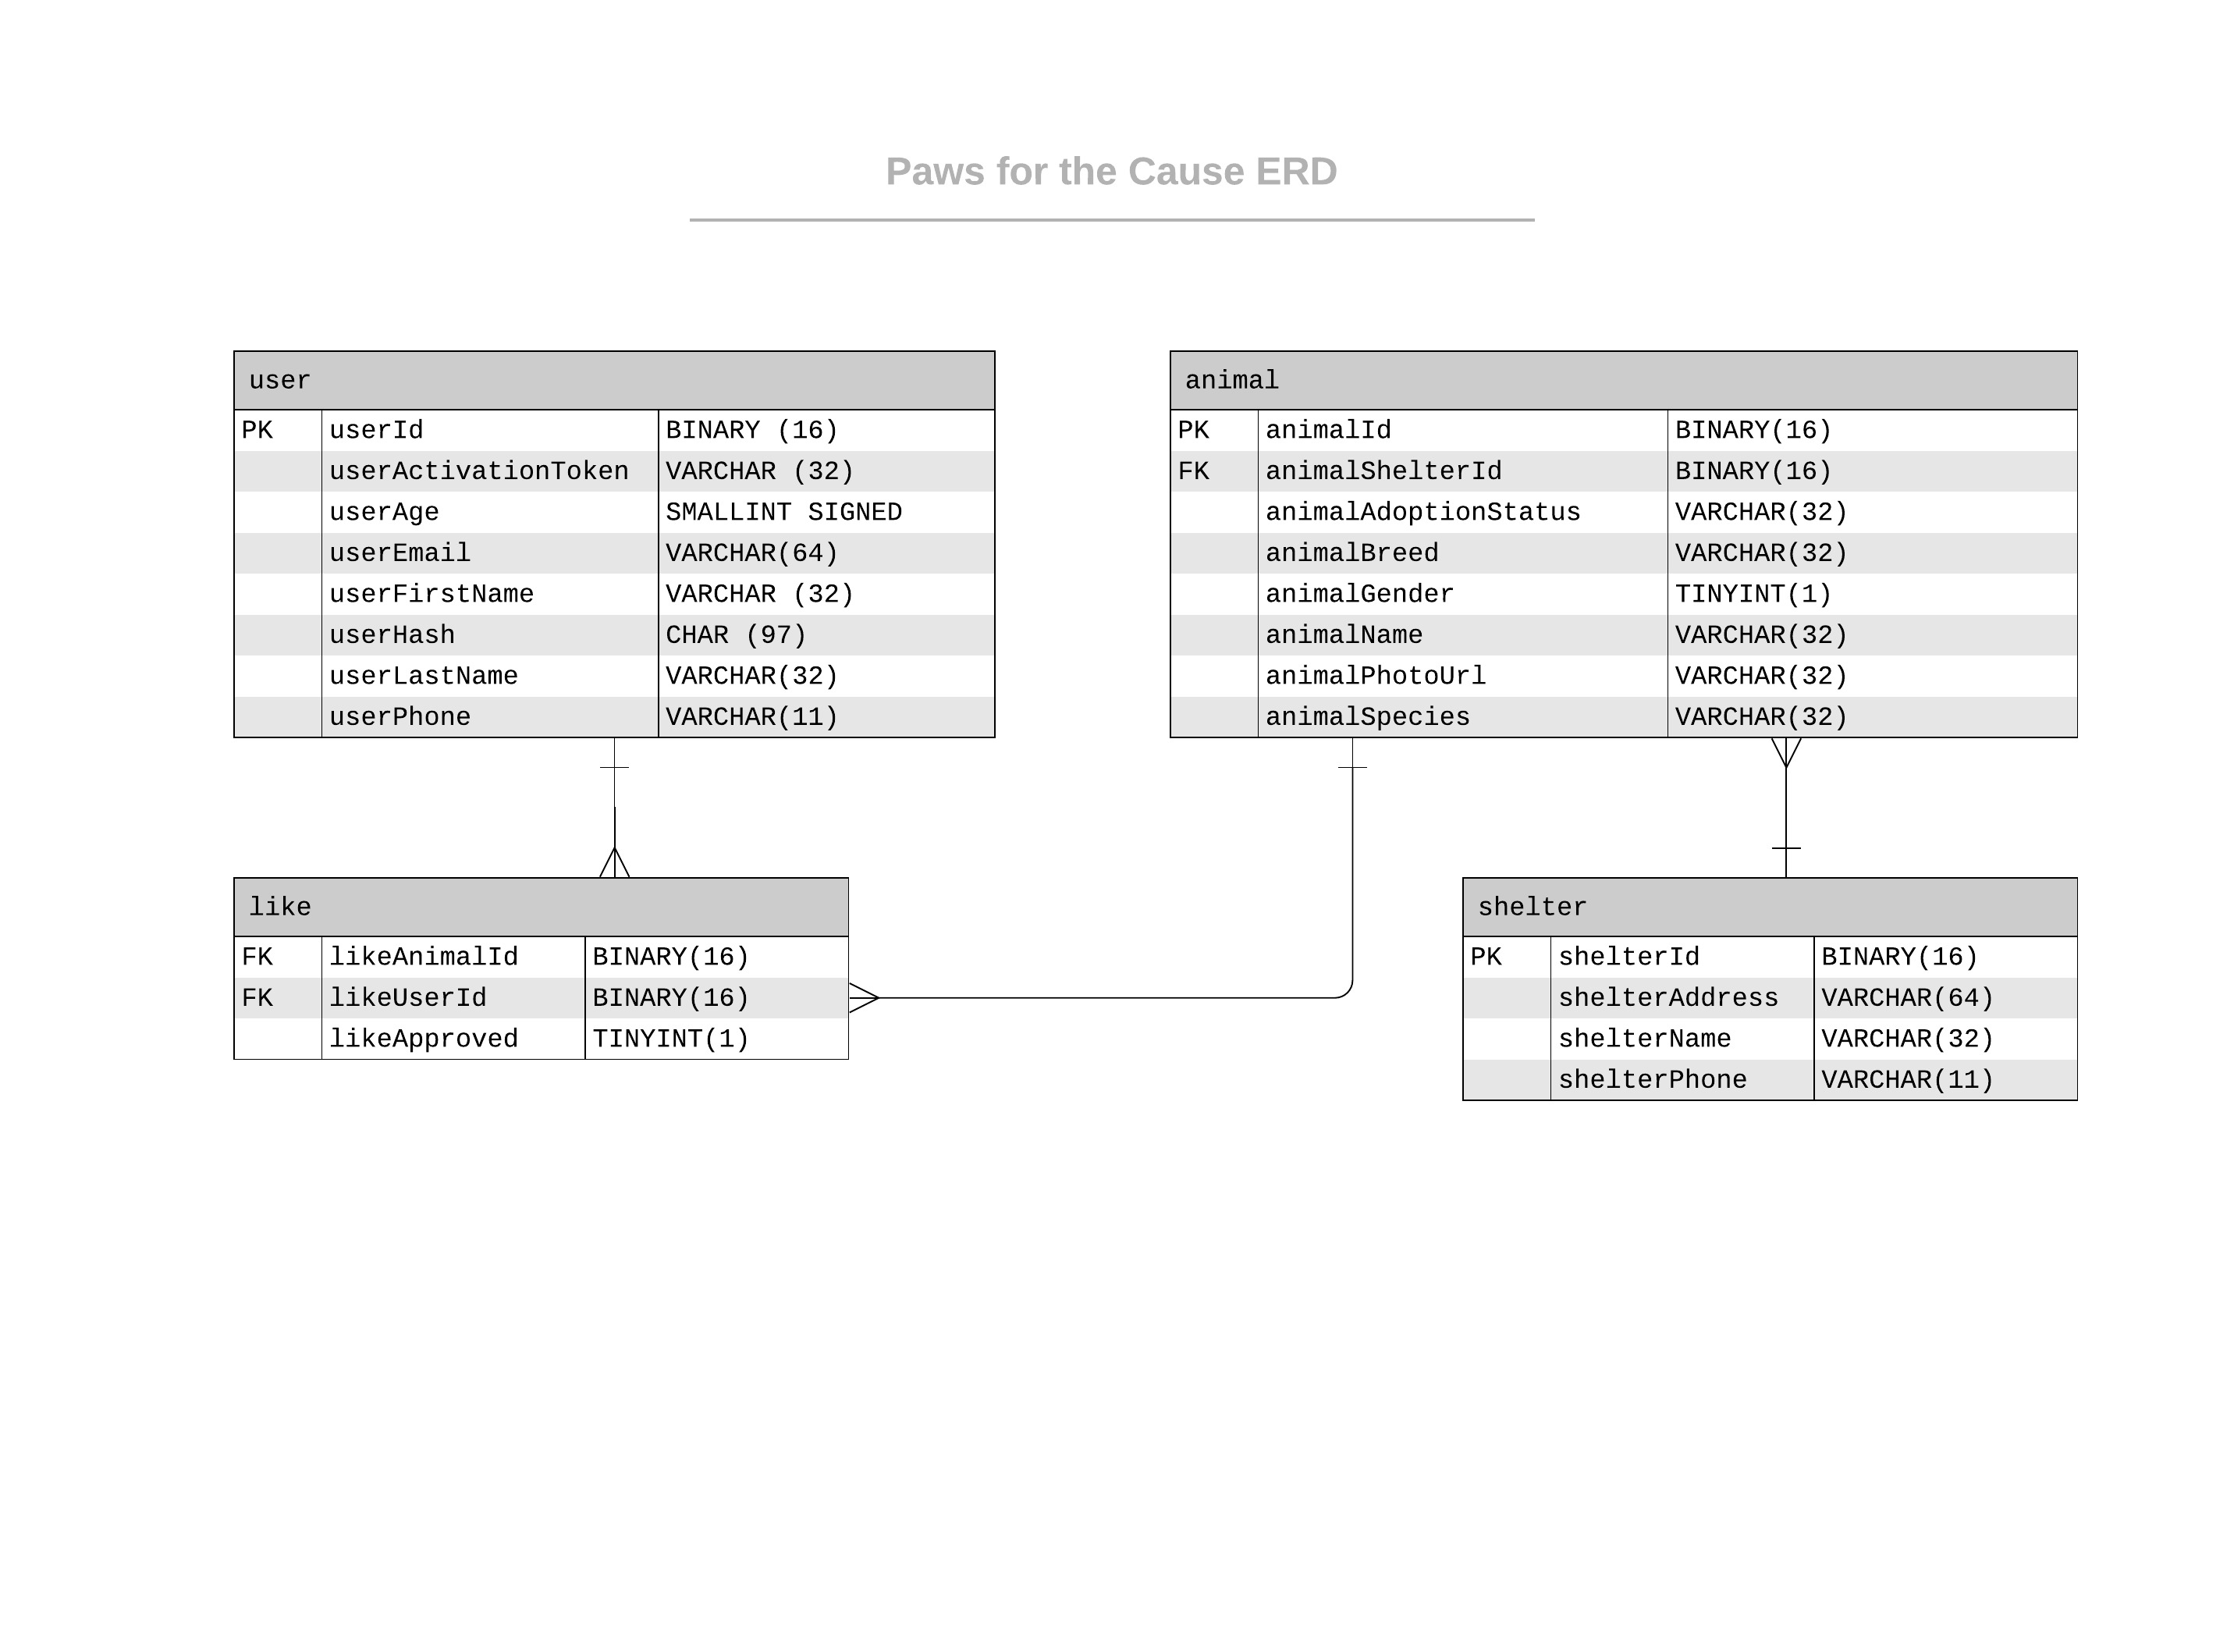 Paws for the Cause ERD
user
PK userId BINARY (16)
userActivationToken VARCHAR (32)
userAge SMALLINT SIGNED
userEmail VARCHAR(64)
userFirstName VARCHAR (32)
userHash CHAR (97)
userLastName VARCHAR(32)
userPhone VARCHAR(11)
animal
PK animalId BINARY(16)
FK animalShelterId BINARY(16)
animalAdoptionStatus VARCHAR(32)
animalBreed VARCHAR(32)
animalGender TINYINT(1)
animalName VARCHAR(32)
animalPhotoUrl VARCHAR(32)
animalSpecies VARCHAR(32)
like
FK likeAnimalId BINARY(16)
FK likeUserId BINARY(16)
likeApproved TINYINT(1)
shelter
PK shelterId BINARY(16)
shelterAddress VARCHAR(64)
shelterName VARCHAR(32)
shelterPhone VARCHAR(11)